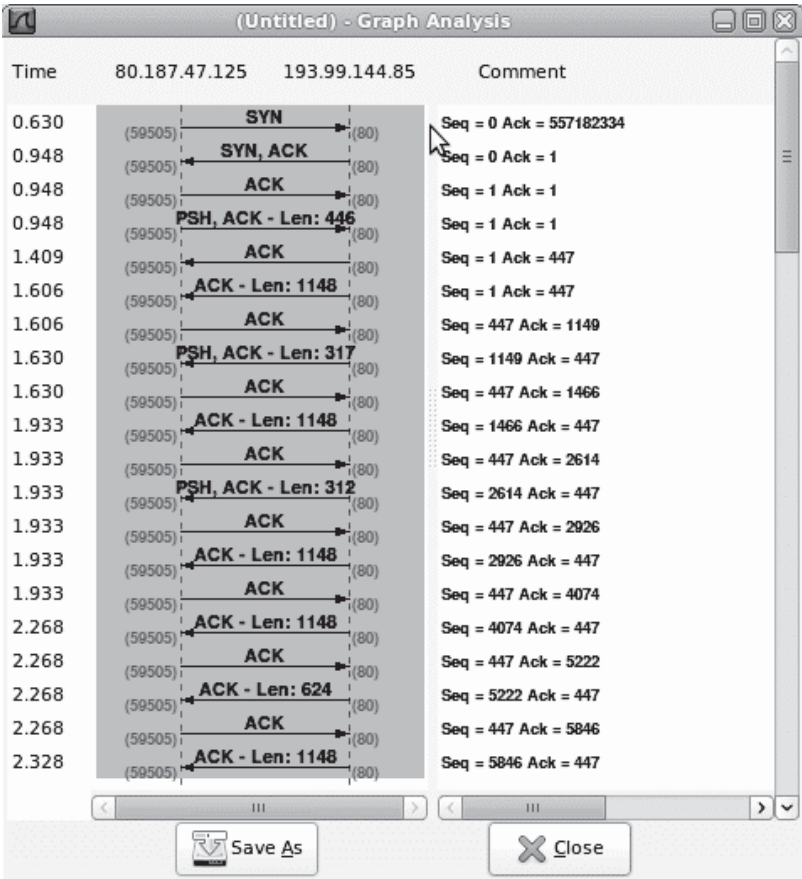 (Untitled) - Graph Analysis
Time 80.187.47.125 193.99.144.85 Comment
0.630 (59505) SYN (80) Seq = 0 Ack = 557182334
0.948 (59505) SYN, ACK (80) Seq = 0 Ack = 1
0.948 (59505) ACK (80) Seq = 1 Ack = 1
0.948 (59505) PSH, ACK - Len: 446 (80) Seq = 1 Ack = 1
1.409 (59505) ACK (80) Seq = 1 Ack = 447
1.606 (59505) ACK - Len: 1148 (80) Seq = 1 Ack = 447
1.606 (59505) ACK (80) Seq = 447 Ack = 1149
1.630 (59505) PSH, ACK - Len: 317 (80) Seq = 1149 Ack = 447
1.630 (59505) ACK (80) Seq = 447 Ack = 1466
1.933 (59505) ACK - Len: 1148 (80) Seq = 1466 Ack = 447
1.933 (59505) ACK (80) Seq = 447 Ack = 2614
1.933 (59505) PSH, ACK - Len: 312 (80) Seq = 2614 Ack = 447
1.933 (59505) ACK (80) Seq = 447 Ack = 2926
1.933 (59505) ACK - Len: 1148 (80) Seq = 2926 Ack = 447
1.933 (59505) ACK (80) Seq = 447 Ack = 4074
2.268 (59505) ACK - Len: 1148 (80) Seq = 4074 Ack = 447
2.268 (59505) ACK (80) Seq = 447 Ack = 5222
2.268 (59505) ACK - Len: 624 (80) Seq = 5222 Ack = 447
2.268 (59505) ACK (80) Seq = 447 Ack = 5846
2.328 (59505) ACK - Len: 1148 (80) Seq = 5846 Ack = 447
Save As Close